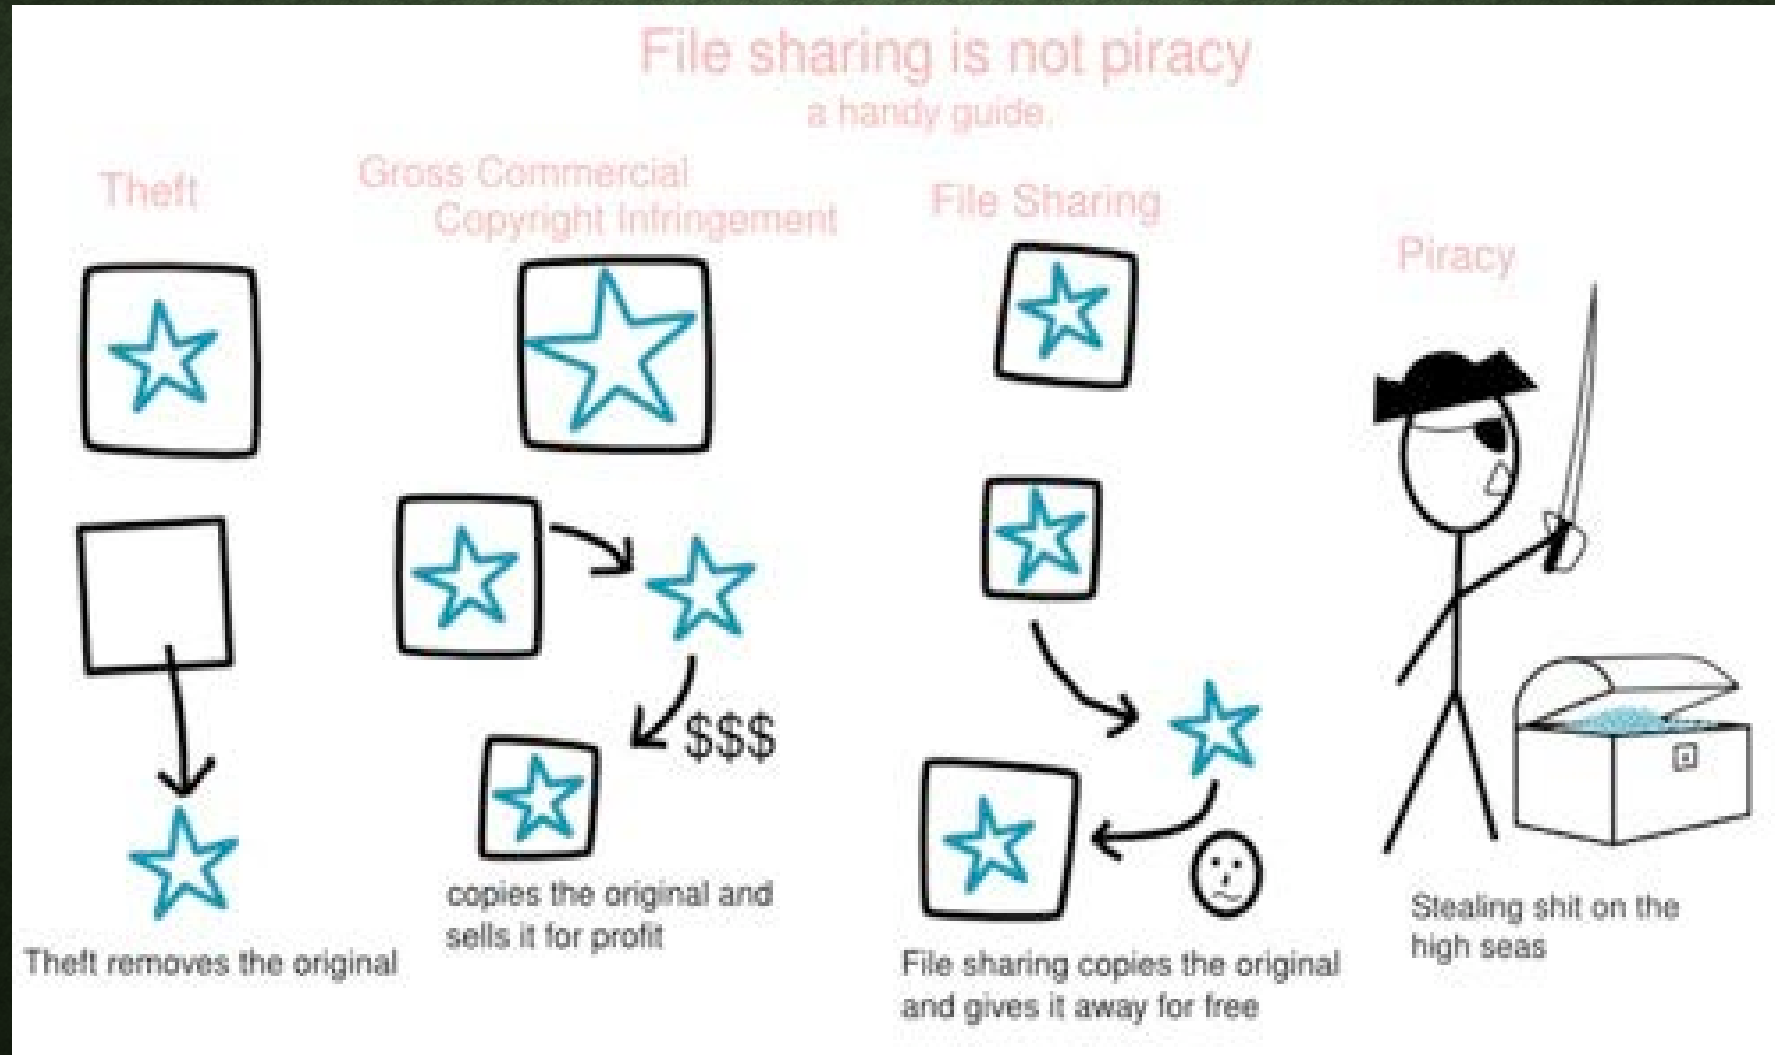 File sharing is not piracy
a handy guide.
Theft
Theft removes the original
Gross Commercial
Copyright Infringement
$$$
copies the original and
sells it for profit
File Sharing
File sharing copies the original
and gives it away for free
Piracy
Stealing shit on the
high seas